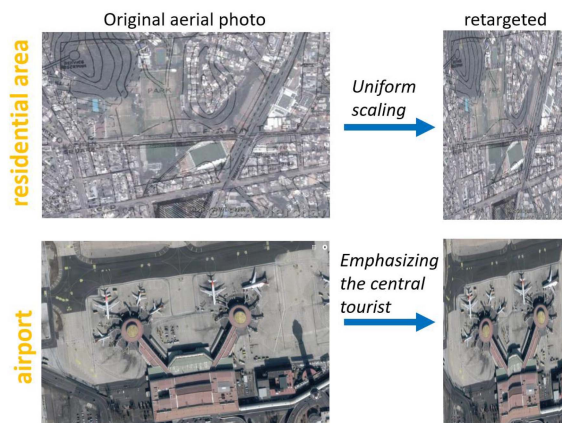 Original aerial photo
retargeted
residential area
Uniform
scaling
airport
Emphasizing
the central
tourist